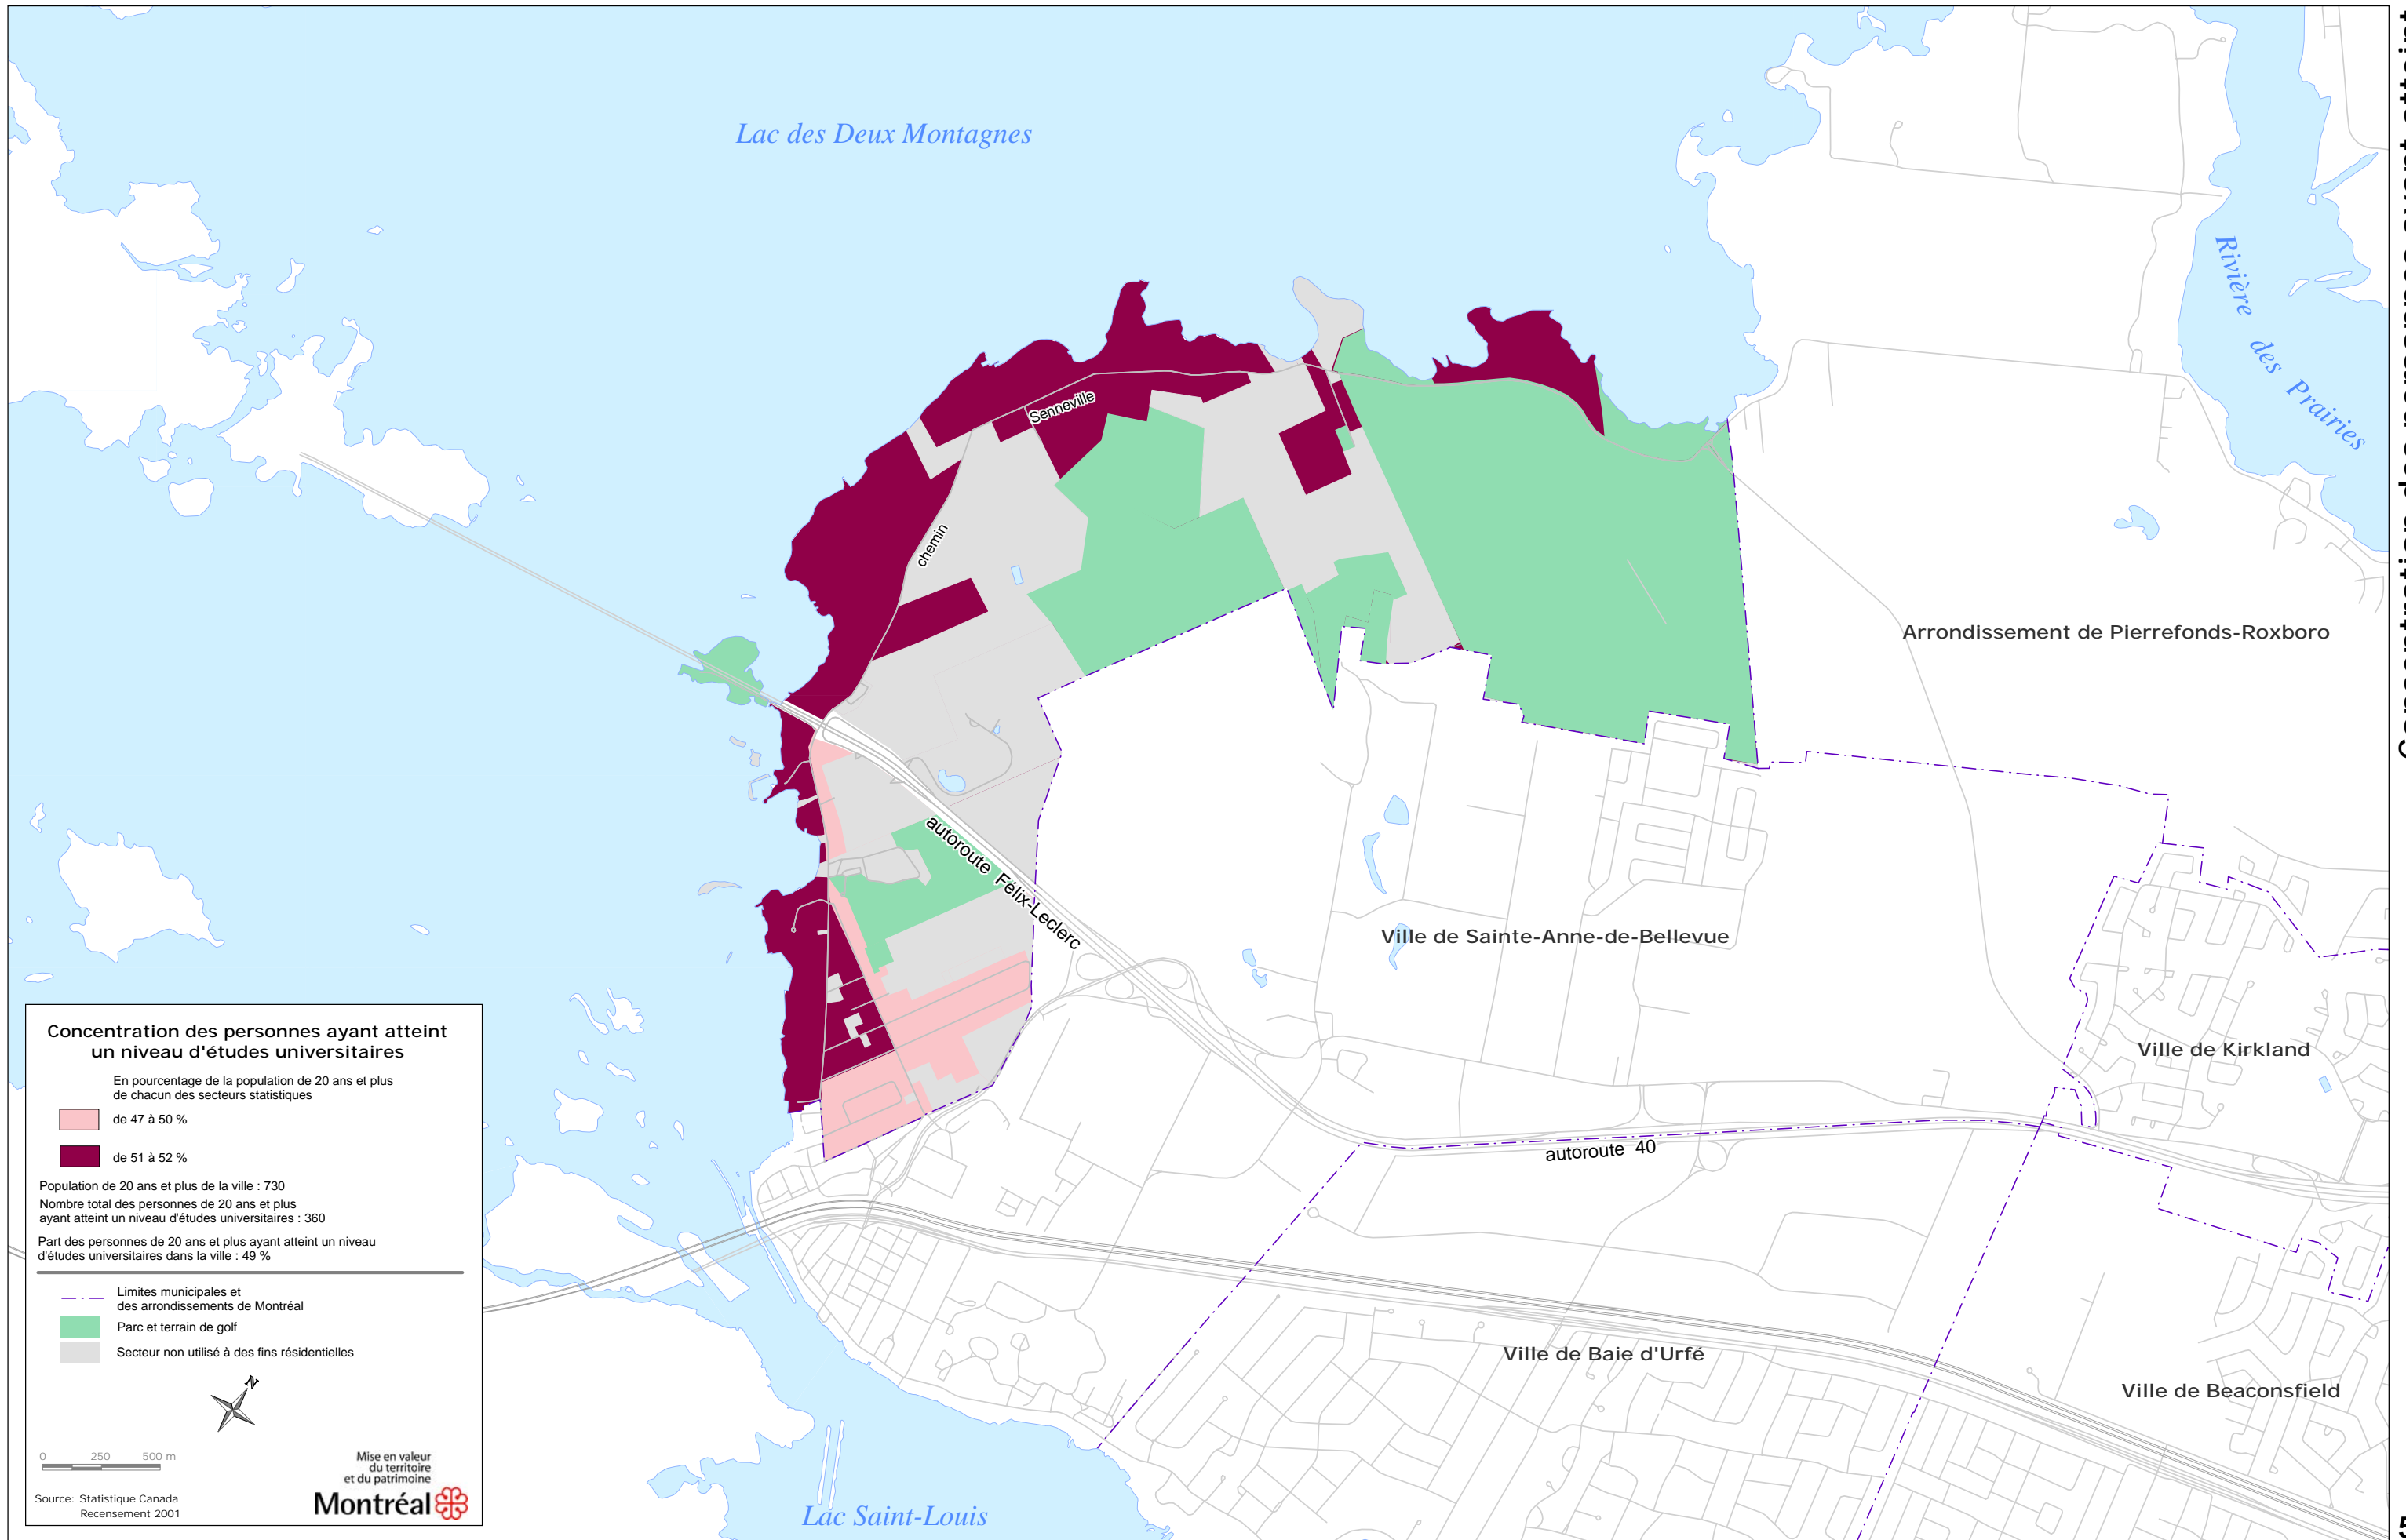 Lac des Deux Montagnes
Rivière
des Prairies
Senneville
chemin
Arrondissement de Pierrefonds-Roxboro
autoroute Félix-Leclerc
Ville de Sainte-Anne-de-Bellevue
Ville de Kirkland
autoroute 40
Ville de Baie d'Urfé
Ville de Beaconsfield
Lac Saint-Louis
Concentration des personnes ayant atteint
un niveau d'études universitaires
En pourcentage de la population de 20 ans et plus
de chacun des secteurs statistiques
de 47 à 50 %
de 51 à 52 %
Population de 20 ans et plus de la ville : 730
Nombre total des personnes de 20 ans et plus
ayant atteint un niveau d'études universitaires : 360
Part des personnes de 20 ans et plus ayant atteint un niveau
d'études universitaires dans la ville : 49 %
Limites municipales et
des arrondissements de Montréal
Parc et terrain de golf
Secteur non utilisé à des fins résidentielles
N
0 250 500 m
Mise en valeur
du territoire
et du patrimoine
Montréal
Source: Statistique Canada
Recensement 2001